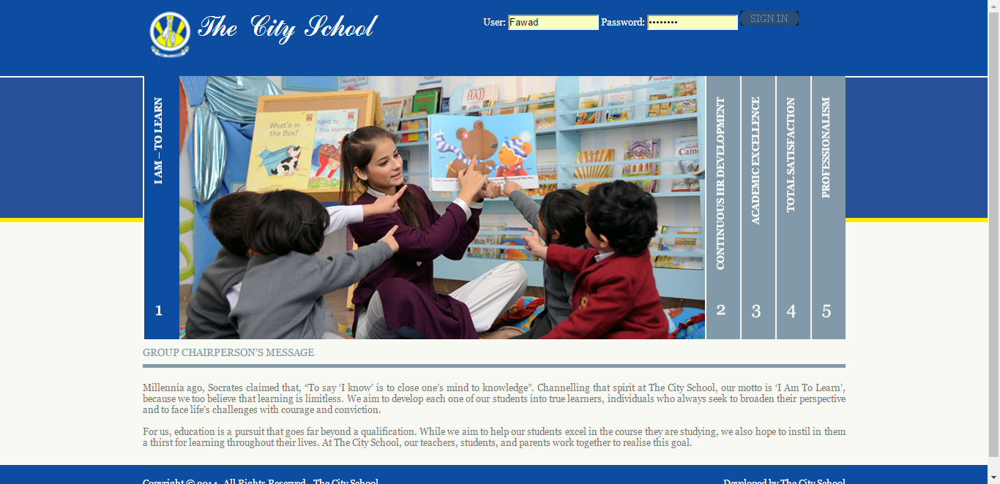 The City School
User: Fawad Password: •••••••• SIGN IN
I AM – TO LEARN
1
What's in
the Box?
Went to
This Morning
HAJJ
CONTINUOUS HR DEVELOPMENT
2
ACADEMIC EXCELLENCE
3
TOTAL SATISFACTION
4
PROFESSIONALISM
5
GROUP CHAIRPERSON'S MESSAGE
Millennia ago, Socrates claimed that, “To say ‘I know’ is to close one’s mind to knowledge”. Channelling that spirit at The City School, our motto is ‘I Am To Learn’,
because we too believe that learning is limitless. We aim to develop each one of our students into true learners, individuals who always seek to broaden their perspective
and to face life’s challenges with courage and conviction.
For us, education is a pursuit that goes far beyond a qualification. While we aim to help our students excel in the course they are studying, we also hope to instil in them
a thirst for learning throughout their lives. At The City School, our teachers, students, and parents work together to realise this goal.
Copyright © 2014. All Rights Reserved - The City School
Developed by The City School